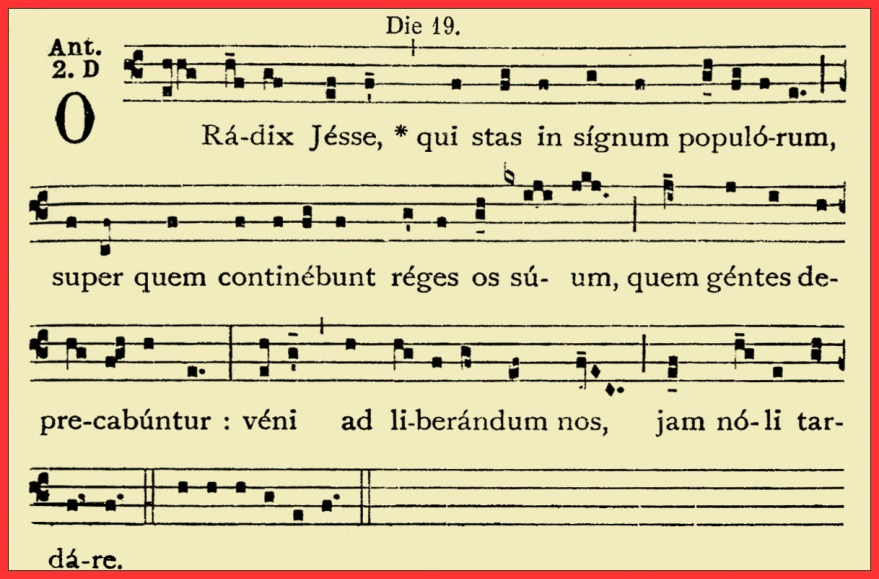 Die 19.
Ant.
2. D
O
Rá-dix Jésse, * qui stas in sígnum populó-rum,
super quem continébunt réges os sú- um, quem géntes de-
pre-cabúntur : véni ad li-berándum nos, jam nó-li tar-
dá-re.